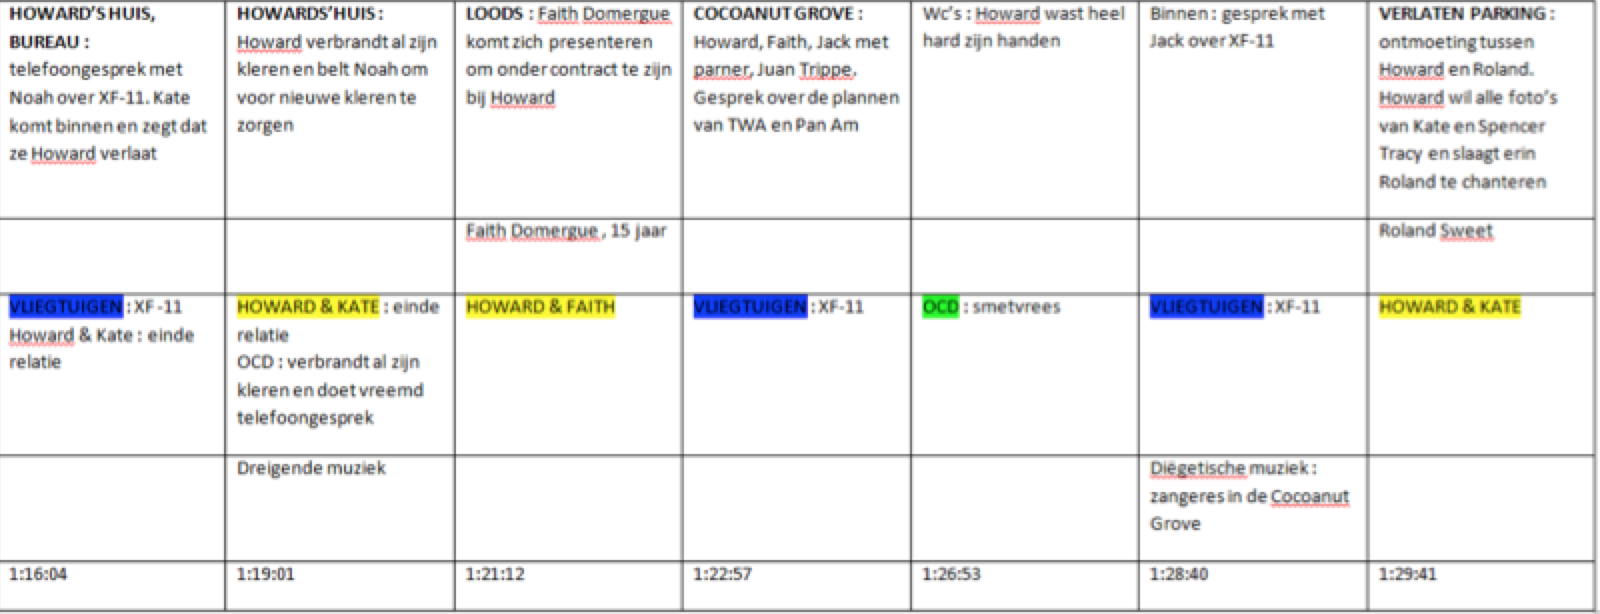 HOWARD'S HUIS,
BUREAU :
telefoongesprek met
Noah over XF-11. Kate
komt binnen en zegt dat
ze Howard verlaat
HOWARDS'HUIS :
Howard verbrandt al zijn
kleren en belt Noah om
voor nieuwe kleren te
zorgen
LOODS : Faith Domergue
komt zich presenteren
om onder contract te zijn
bij Howard
COCOANUT GROVE :
Howard, Faith, Jack met
parner, Juan Trippe.
Gesprek over de plannen
van TWA en Pan Am
Wc's : Howard wast heel
hard zijn handen
Binnen : gesprek met
Jack over XF-11
VERLATEN PARKING :
ontmoeting tussen
Howard en Roland.
Howard wil alle foto's
van Kate en Spencer
Tracy en slaagt erin
Roland te chanteren
Faith Domergue , 15 jaar
Roland Sweet
VLIEGTUIGEN : XF -11
Howard & Kate : einde
relatie
HOWARD & KATE : einde
relatie
OCD : verbrandt al zijn
kleren en doet vreemd
telefoongesprek
HOWARD & FAITH
VLIEGTUIGEN : XF-11
OCD : smetvrees
VLIEGTUIGEN : XF-11
HOWARD & KATE
Dreigende muziek
Diëgetische muziek :
zangeres in de Cocoanut
Grove
1:16:04
1:19:01
1:21:12
1:22:57
1:26:53
1:28:40
1:29:41